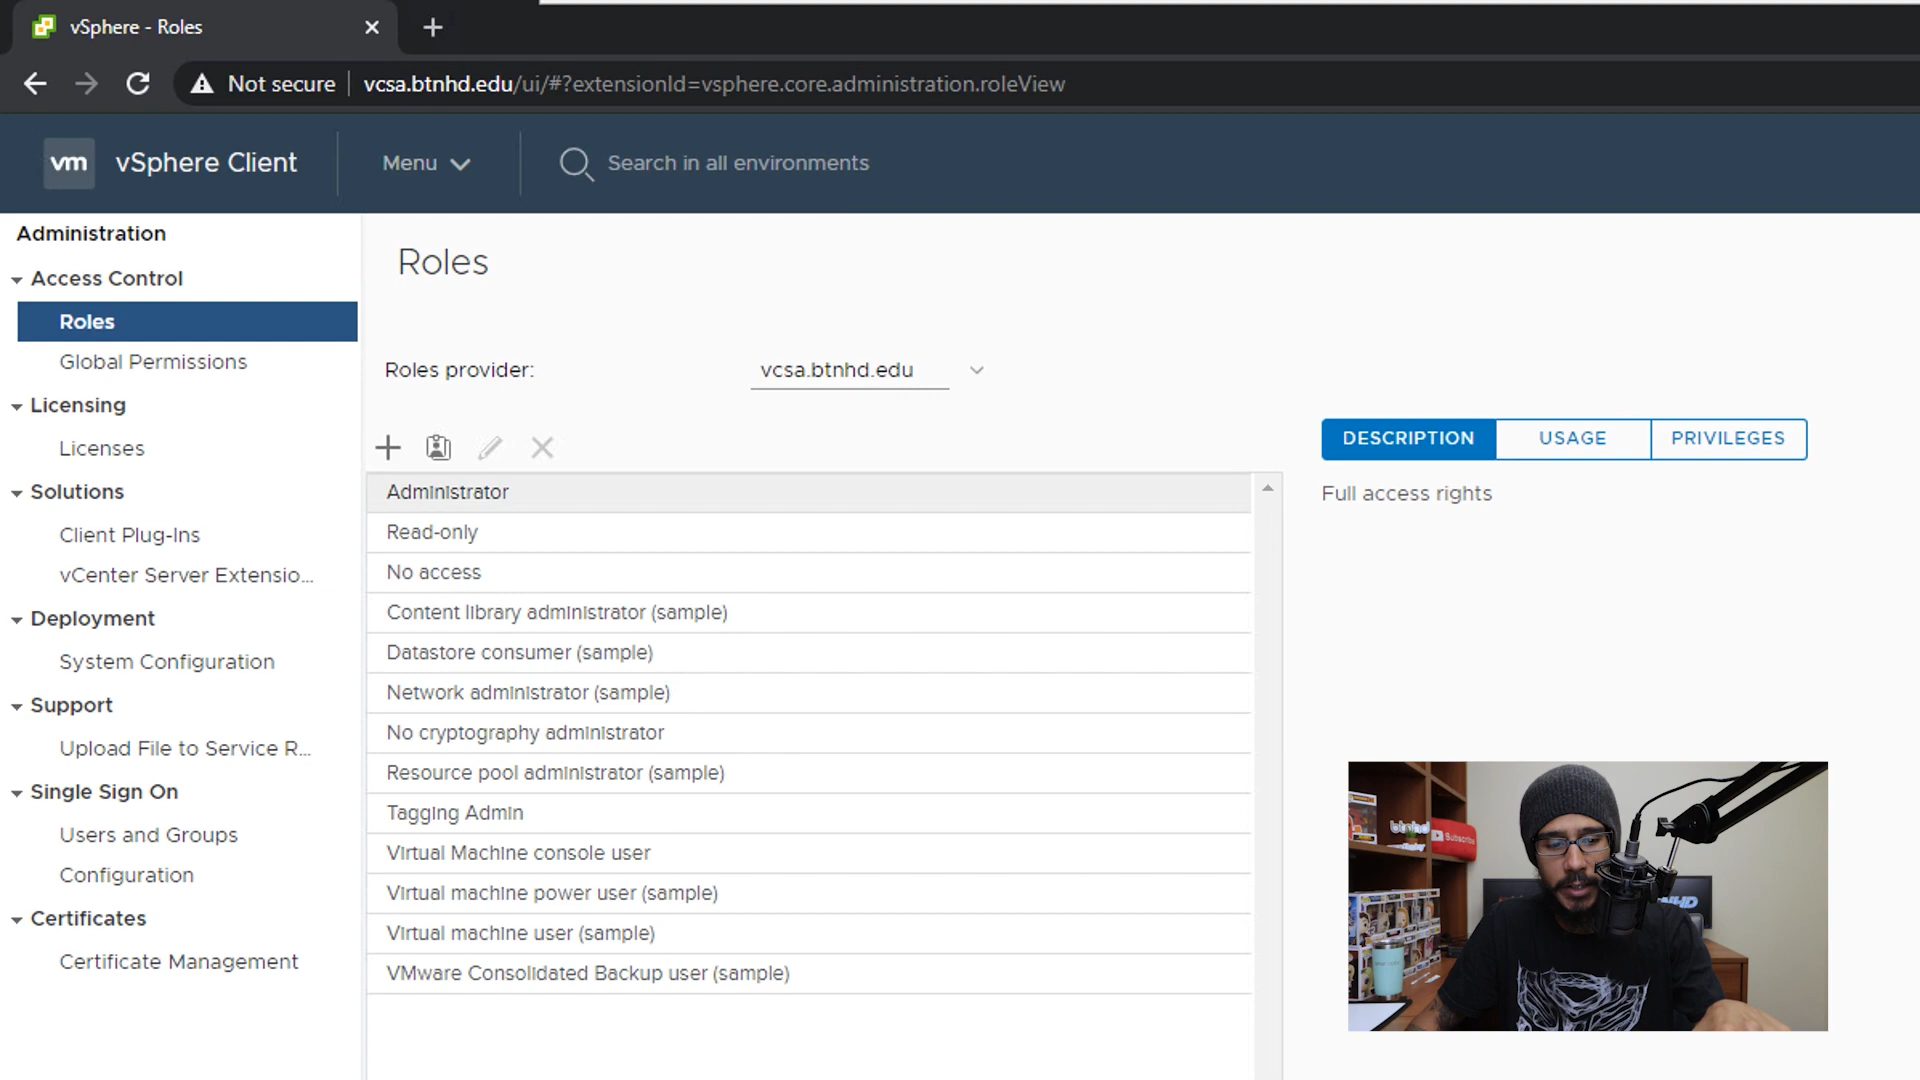 vSphere - Roles
Not secure
vcsa.btnhd.edu/ui/#?extensionId=vsphere.core.administration.roleView
vm
vSphere Client
Menu
Search in all environments
Administration
Access Control
Roles
Global Permissions
Licensing
Licenses
Solutions
Client Plug-Ins
vCenter Server Extensio...
Deployment
System Configuration
Support
Upload File to Service R...
Single Sign On
Users and Groups
Configuration
Certificates
Certificate Management
Roles
Roles provider:
vcsa.btnhd.edu
Administrator
Read-only
No access
Content library administrator (sample)
Datastore consumer (sample)
Network administrator (sample)
No cryptography administrator
Resource pool administrator (sample)
Tagging Admin
Virtual Machine console user
Virtual machine power user (sample)
Virtual machine user (sample)
VMware Consolidated Backup user (sample)
DESCRIPTION
USAGE
PRIVILEGES
Full access rights
btnhd
Subscribe